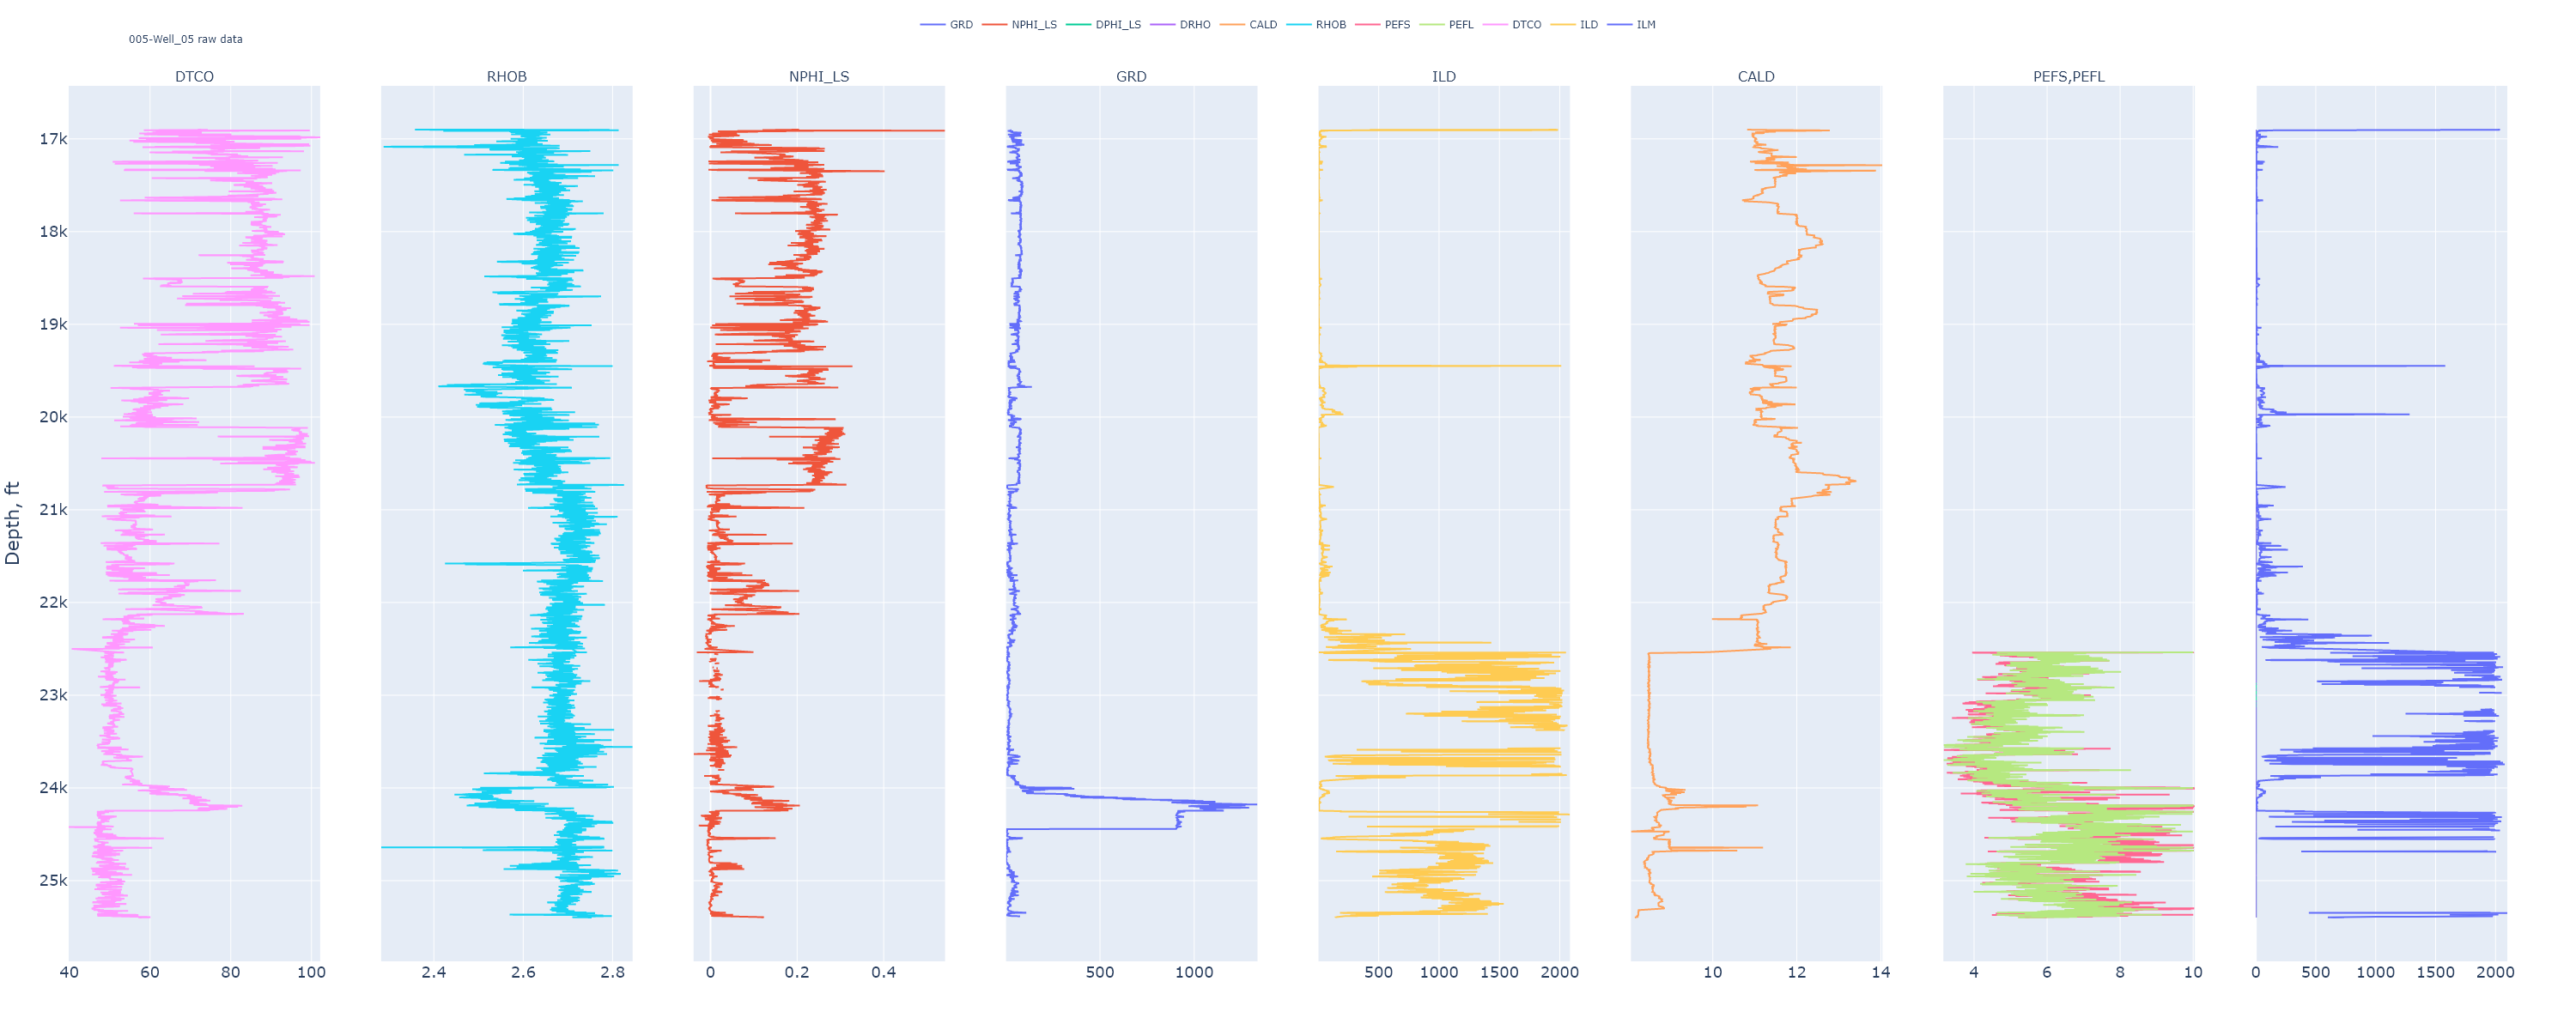 GRD NPHI_LS DPHI_LS DRHO CALD RHOB PEFS PEFL DTCO ILD ILM
005-Well_05 raw data
DTCO RHOB NPHI_LS GRD ILD CALD PEFS,PEFL
Depth, ft
17k
18k
19k
20k
21k
22k
23k
24k
25k
40 60 80 100 2.4 2.6 2.8 0 0.2 0.4 500 1000 500 1000 1500 2000 10 12 14 4 6 8 10 0 500 1000 1500 2000